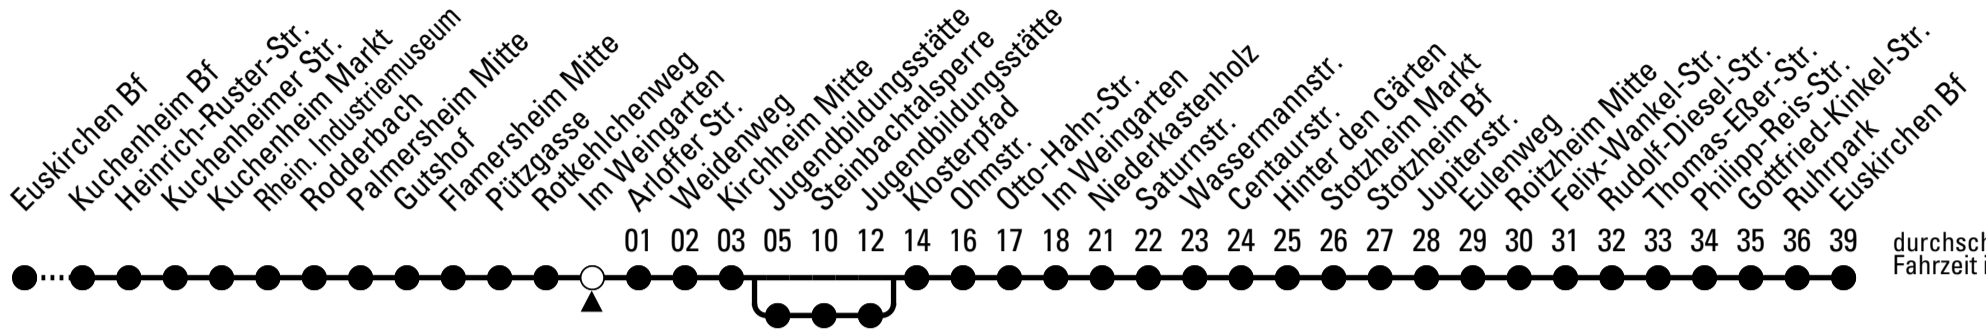 Euskirchen Bf
Kuchenheim Bf
Heinrich-Ruster-Str.
Kuchenheimer Str.
Kuchenheim Markt
Rhein. Industriemuseum
Rodderbach
Palmersheim Mitte
Gutshof
Flamersheim Mitte
Pützgasse
Rotkehlchenweg
Im Weingarten
Arloffer Str.
Weidenweg
Kirchheim Mitte
Jugendbildungsstätte
Steinbachtalsperre
Jugendbildungsstätte
Klosterpfad
Ohmstr.
Otto-Hahn-Str.
Im Weingarten
Niederkastenholz
Saturnstr.
Wassermannstr.
Centaurstr.
Hinter den Gärten
Stotzheim Markt
Stotzheim Bf
Jupiterstr.
Eulenweg
Roitzheim Mitte
Felix-Wankel-Str.
Rudolf-Diesel-Str.
Thomas-Eßer-Str.
Philipp-Reis-Str.
Gottfried-Kinkel-Str.
Ruhrpark
Euskirchen Bf
01 02 03 05 10 12 14 16 17 18 21 22 23 24 25 26 27 28 29 30 31 32 33 34 35 36 39
durchsch
Fahrzeit i